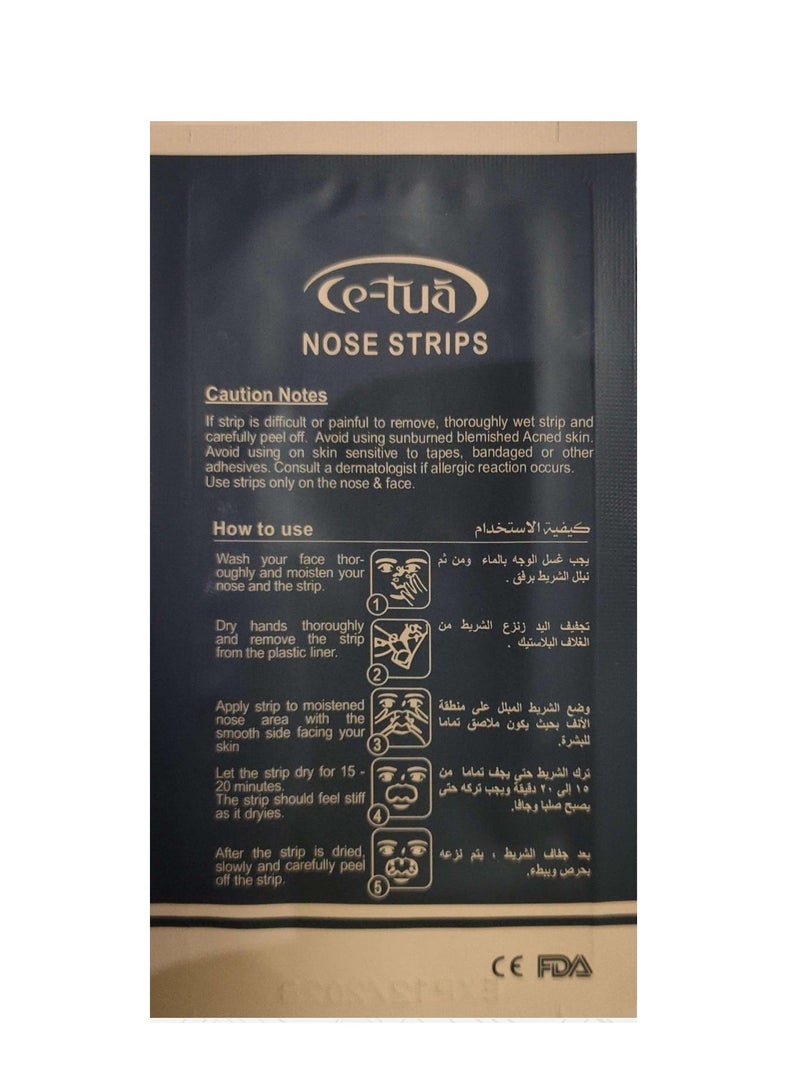 e-tuā
NOSE STRIPS
Caution Notes
If strip is difficult or painful to remove, thoroughly wet strip and
carefully peel off. Avoid using sunburned blemished Acned skin.
Avoid using on skin sensitive to tapes, bandaged or other
adhesives. Consult a dermatologist if allergic reaction occurs.
Use strips only on the nose & face.
How to use
كيفية الاستخدام
Wash your face thor-
oughly and moisten your
nose and the strip.
1
يجب غسل الوجه بالماء ومن ثم
نبلل الشريط برفق .
Dry hands thoroughly
and remove the strip
from the plastic liner.
2
تجفيف اليد زنزع الشريط من
الغلاف البلاستيك .
Apply strip to moistened
nose area with the
smooth side facing your
skin
3
وضع الشريط المبلل على منطقة
الأنف بحيث يكون ملاصق تماما
للبشرة.
Let the strip dry for 15 -
20 minutes.
The strip should feel stiff
as it dryies.
4
ترك الشريط حتى يجف تماما من
١٥ إلى ٢٠ دقيقة ويجب تركه حتى
يصبح صلبا وجافا.
After the strip is dried,
slowly and carefully peel
off the strip.
5
بعد جفاف الشريط ، يتم نزعه
بحرص وببطء.
CE FDA